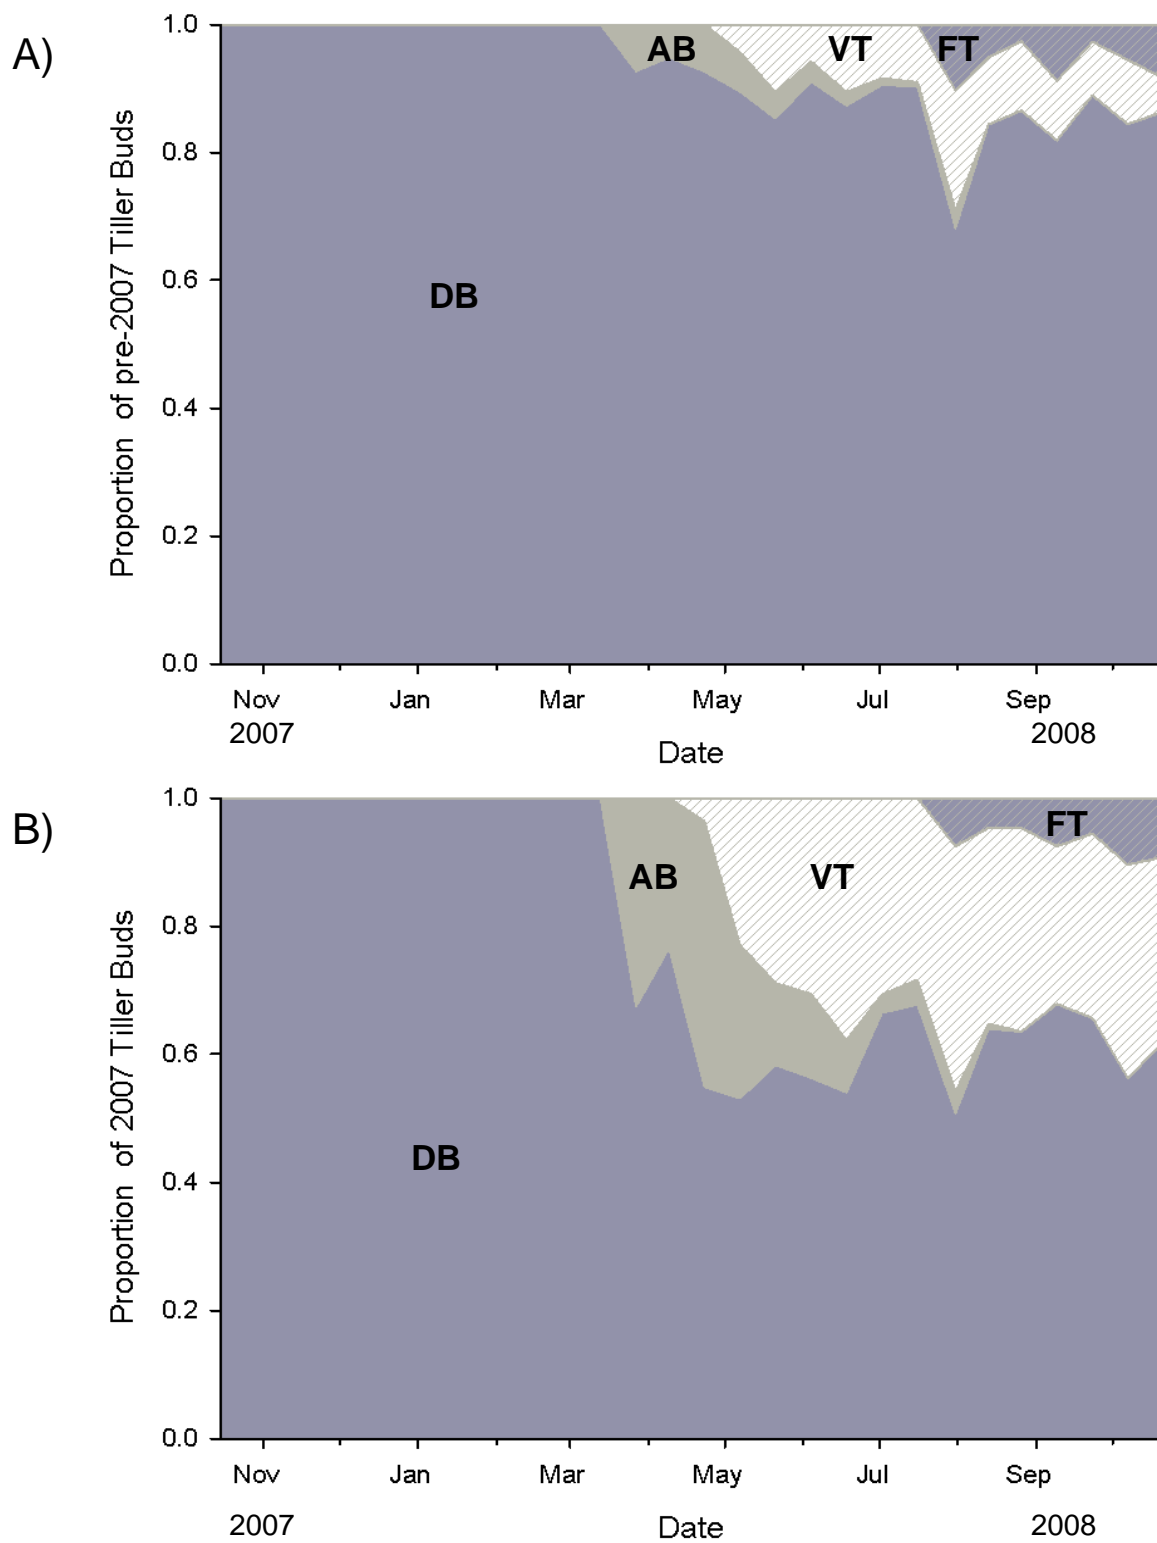 A)
Proportion of pre-2007 Tiller Buds
1.0
0.8
0.6
0.4
0.2
0.0
AB
VT
FT
DB
Nov Jan Mar May Jul Sep
2007 2008
Date
B)
Proportion of 2007 Tiller Buds
1.0
0.8
0.6
0.4
0.2
0.0
FT
AB
VT
DB
Nov Jan Mar May Jul Sep
2007 Date 2008